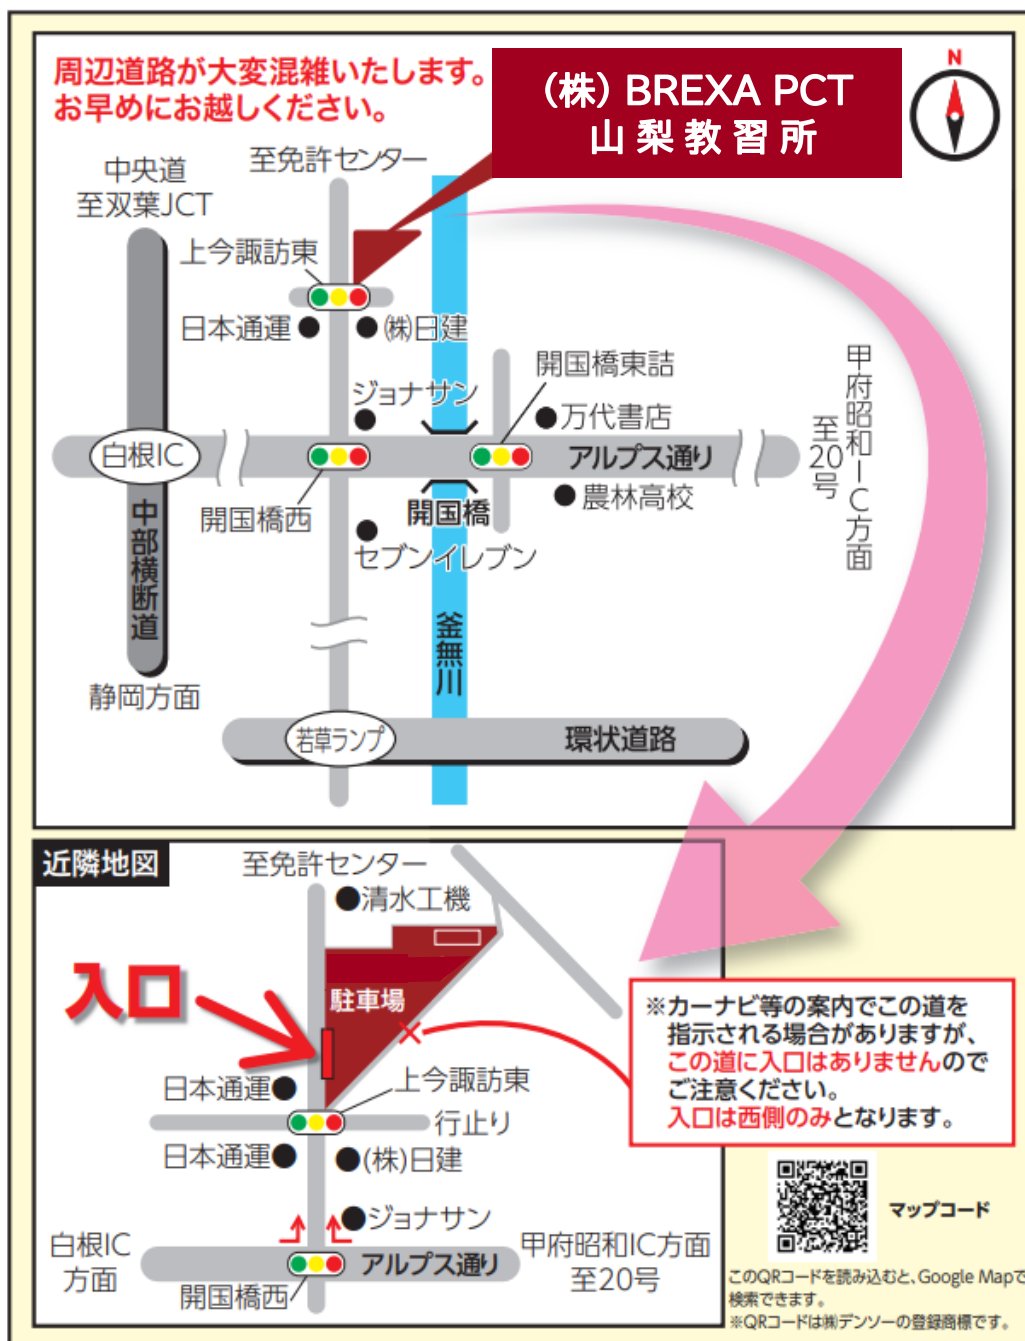 周辺道路が大変混雑いたします。
お早めにお越しください。
(株) BREXA PCT
山梨教習所
N
中央道
至双葉JCT
至免許センター
上今諏訪東
日本通運
㈱日建
ジョナサン
開国橋東詰
万代書店
白根IC
アルプス通り
甲府昭和IC方面
至20号
開国橋西
開国橋
農林高校
セブンイレブン
中部横断道
釜無川
静岡方面
若草ランプ
環状道路
近隣地図
至免許センター
清水工機
入口
駐車場
※カーナビ等の案内でこの道を
指示される場合がありますが、
この道に入口はありませんので
ご注意ください。
入口は西側のみとなります。
日本通運
上今諏訪東
行止り
日本通運
(株)日建
ジョナサン
白根IC
方面
アルプス通り
甲府昭和IC方面
至20号
開国橋西
マップコード
このQRコードを読み込むと、Google Mapで
検索できます。
※QRコードは㈱デンソーの登録商標です。